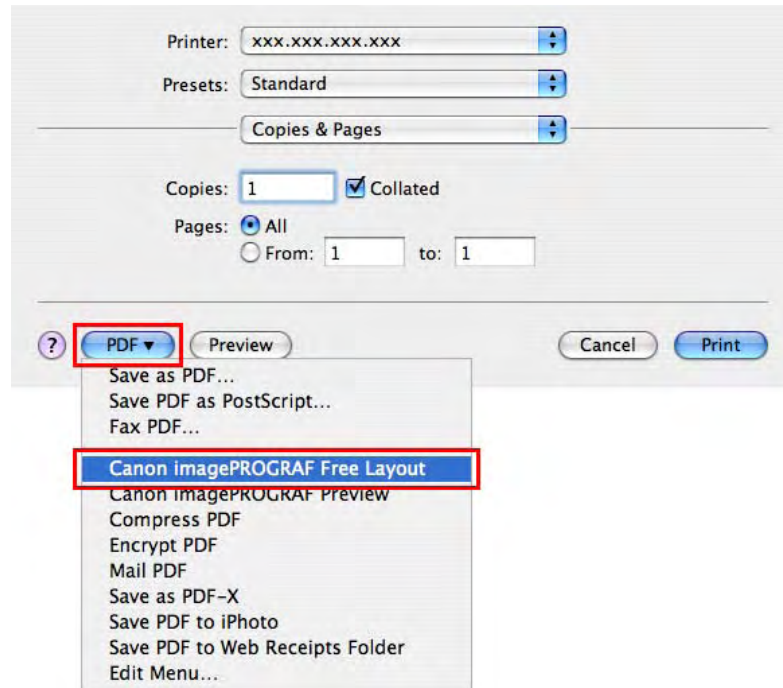 Printer: xxx.xxx.xxx.xxx
Presets: Standard
Copies & Pages
Copies: 1 Collated
Pages: All
From: 1 to: 1
? PDF ▼ Preview Cancel Print
Save as PDF...
Save PDF as PostScript...
Fax PDF...
Canon imagePROGRAF Free Layout
Canon imagePROGRAF Preview
Compress PDF
Encrypt PDF
Mail PDF
Save as PDF-X
Save PDF to iPhoto
Save PDF to Web Receipts Folder
Edit Menu...